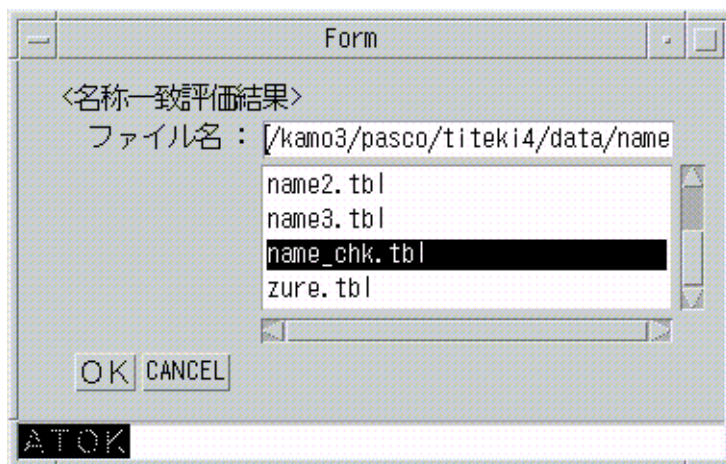 Form
<名称一致評価結果>
ファイル名：/kamo3/pasco/titeki4/data/name
name2.tbl
name3.tbl
name_chk.tbl
zure.tbl
OK CANCEL
ATOK